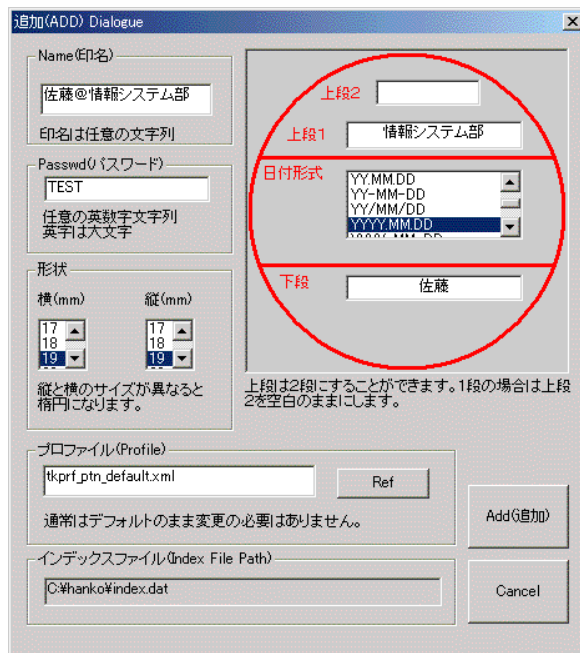 追加(ADD) Dialogue
Name(印名)
佐藤@情報システム部
印名は任意の文字列
Passwd(パスワード)
TEST
任意の英数字文字列
英字は大文字
形状
横(mm)
縦(mm)
17
18
19
17
18
19
縦と横のサイズが異なると
楕円になります。
上段2
上段1
情報システム部
日付形式
YY.MM.DD
YY-MM-DD
YY/MM/DD
YYYY.MM.DD
下段
佐藤
上段は2段にすることができます。1段の場合は上段
2を空白のままにします。
プロファイル(Profile)
tkprf_ptn_default.xml
Ref
通常はデフォルトのまま変更の必要はありません。
インデックスファイル(Index File Path)
C:¥hanko¥index.dat
Add(追加)
Cancel